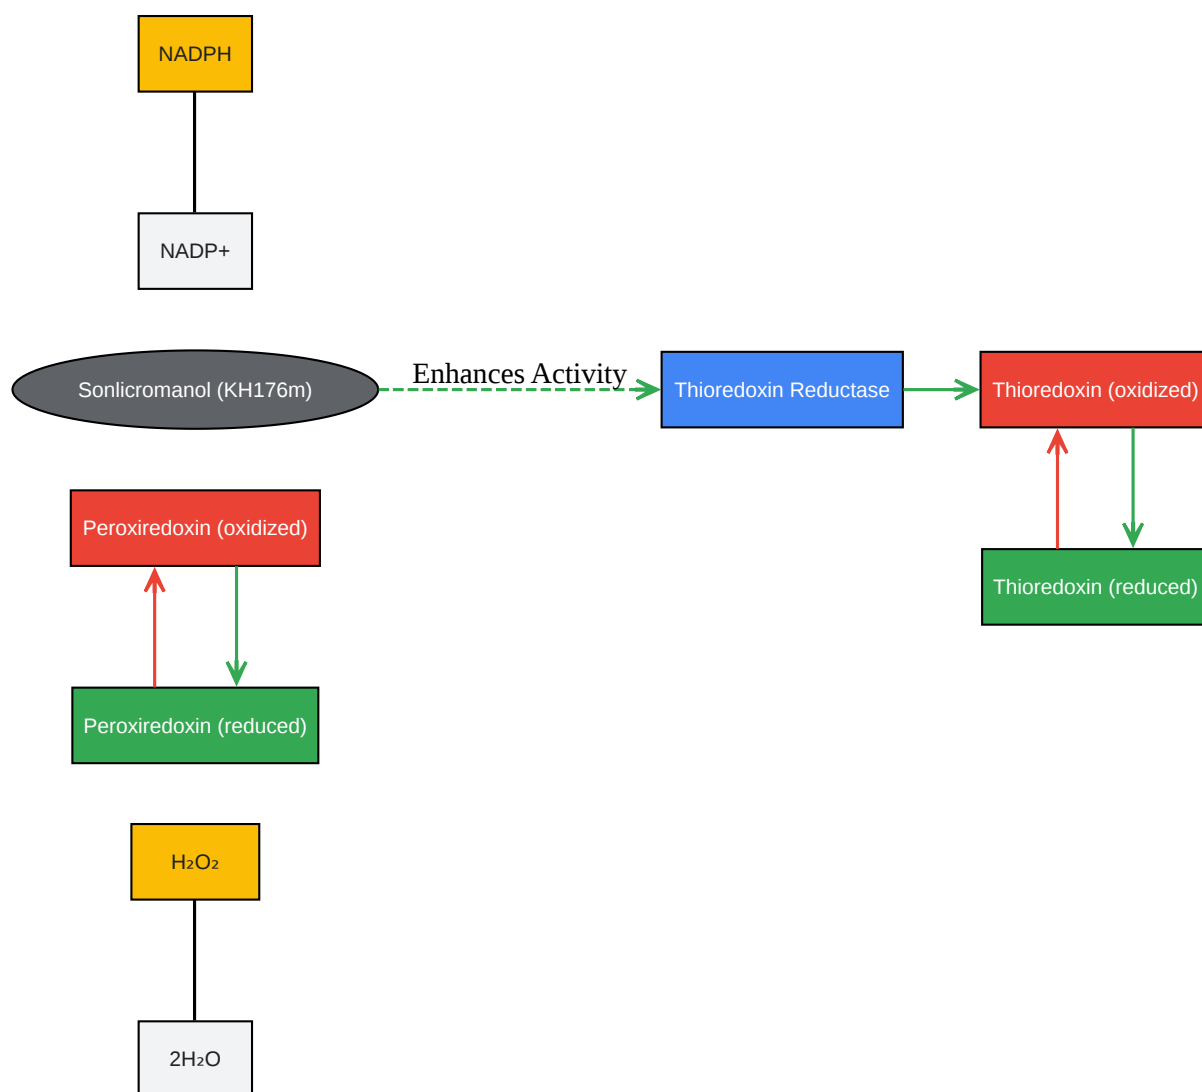 NADPH
NADP+
Sonlicromanol (KH176m)
Enhances Activity
Thioredoxin Reductase
Thioredoxin (oxidized)
Peroxiredoxin (oxidized)
Thioredoxin (reduced)
Peroxiredoxin (reduced)
H₂O₂
2H₂O